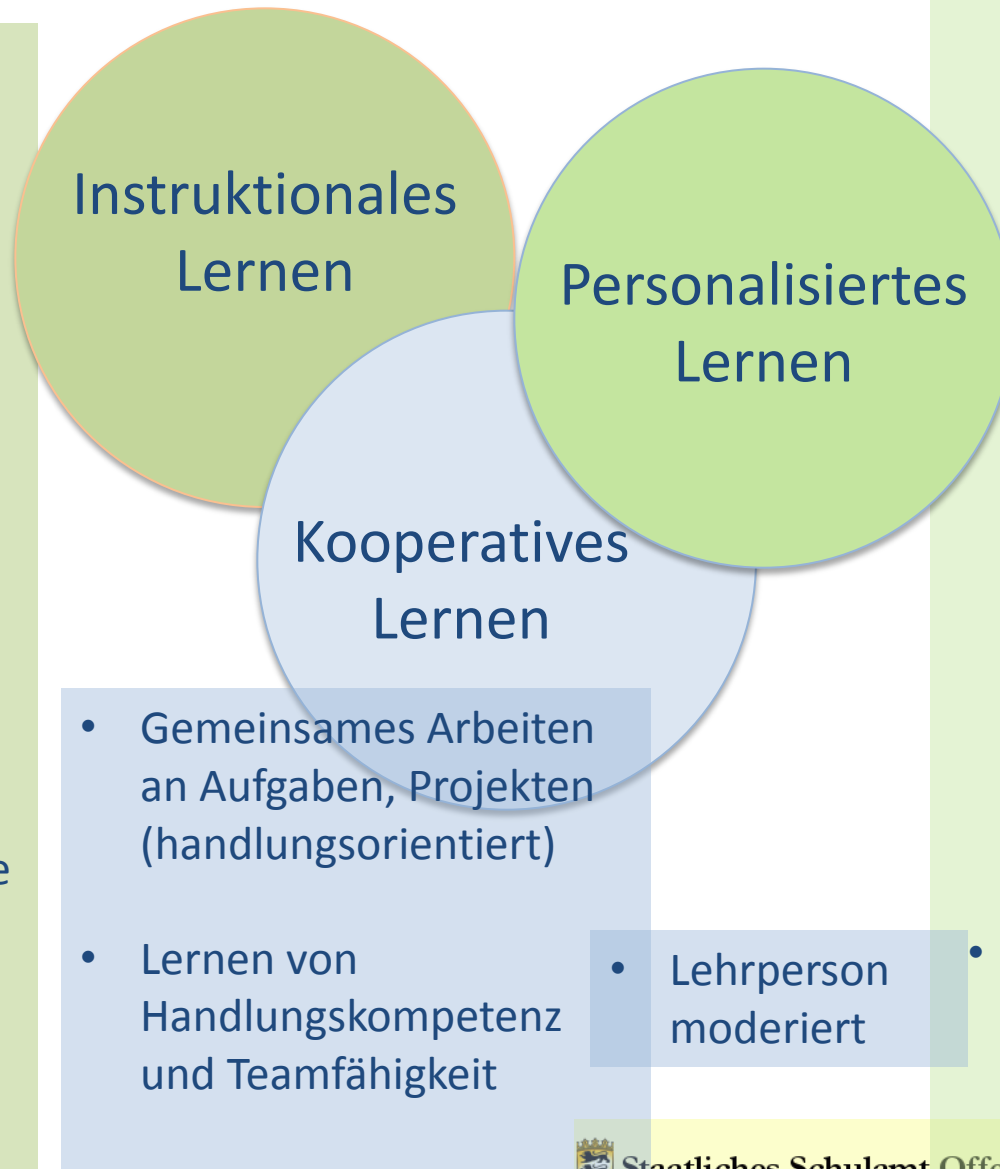 Instruktionales
Lernen
Personalisiertes
Lernen
Kooperatives
Lernen
• Gemeinsames Arbeiten
an Aufgaben, Projekten
(handlungsorientiert)
• Lernen von
Handlungskompetenz
und Teamfähigkeit
• Lehrperson
moderiert
Staatliches Schulamt